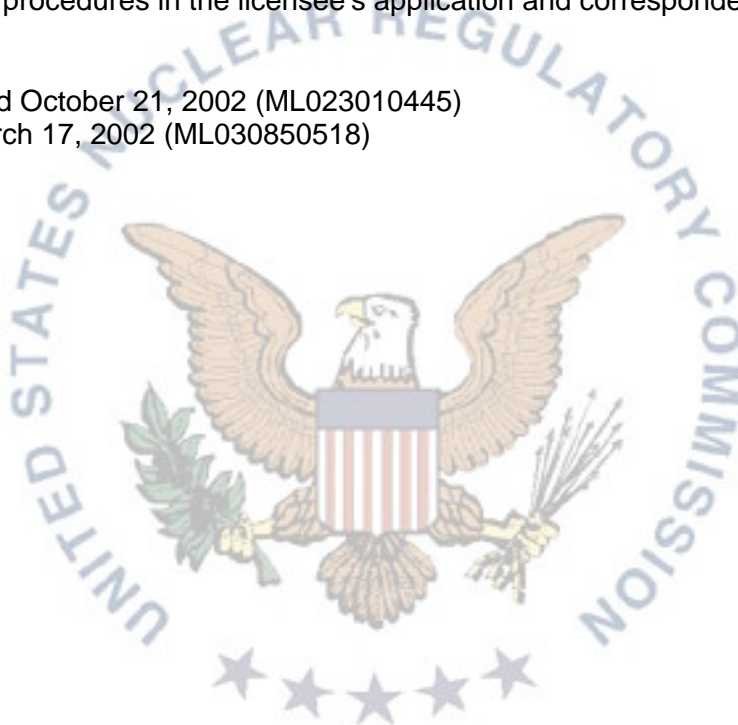 procedures in the licensee's application and corresponde
d October 21, 2002 (ML023010445)
rch 17, 2002 (ML030850518)
UNITED STATES NUCLEAR REGULATORY COMMISSION